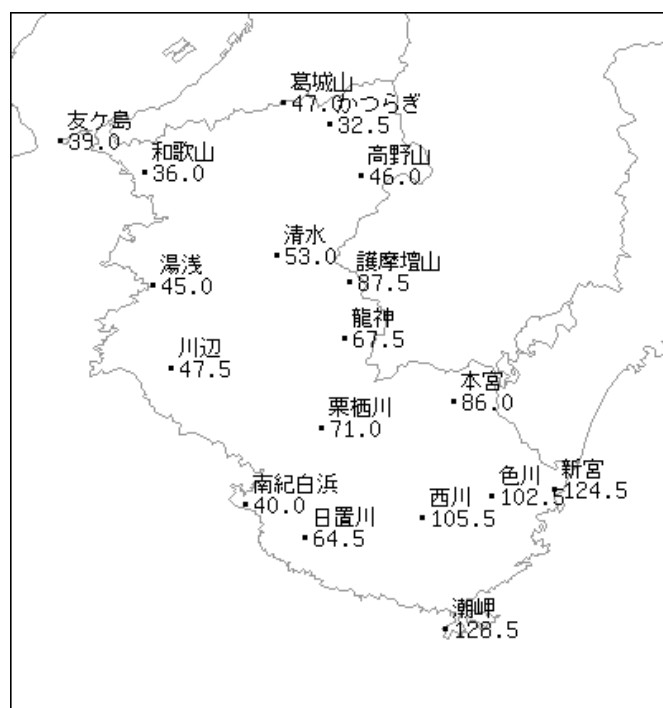 葛城山
47.0
かつらぎ
32.5
友ケ島
39.0
和歌山
36.0
高野山
46.0
清水
53.0
湯浅
45.0
護摩壇山
87.5
龍神
67.5
川辺
47.5
本宮
86.0
栗栖川
71.0
新宮
124.5
色川
102.5
南紀白浜
40.0
西川
105.5
日置川
64.5
潮岬
128.5